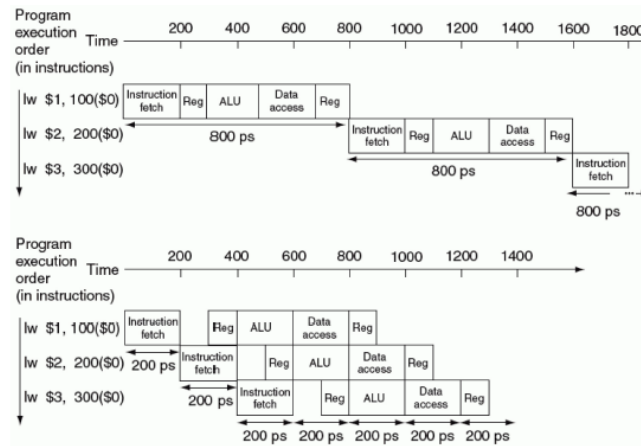 Program
execution
order
(in instructions)
Time
200 400 600 800 1000 1200 1400 1600 1800
lw $1, 100($0) Instruction fetch Reg ALU Data access Reg
800 ps
lw $2, 200($0) Instruction fetch Reg ALU Data access Reg
800 ps
lw $3, 300($0) Instruction fetch
800 ps
Program
execution
order
(in instructions)
Time
200 400 600 800 1000 1200 1400
lw $1, 100($0) Instruction fetch Reg ALU Data access Reg
200 ps
lw $2, 200($0) Instruction fetch Reg ALU Data access Reg
200 ps
lw $3, 300($0) Instruction fetch Reg ALU Data access Reg
200 ps 200 ps 200 ps 200 ps 200 ps